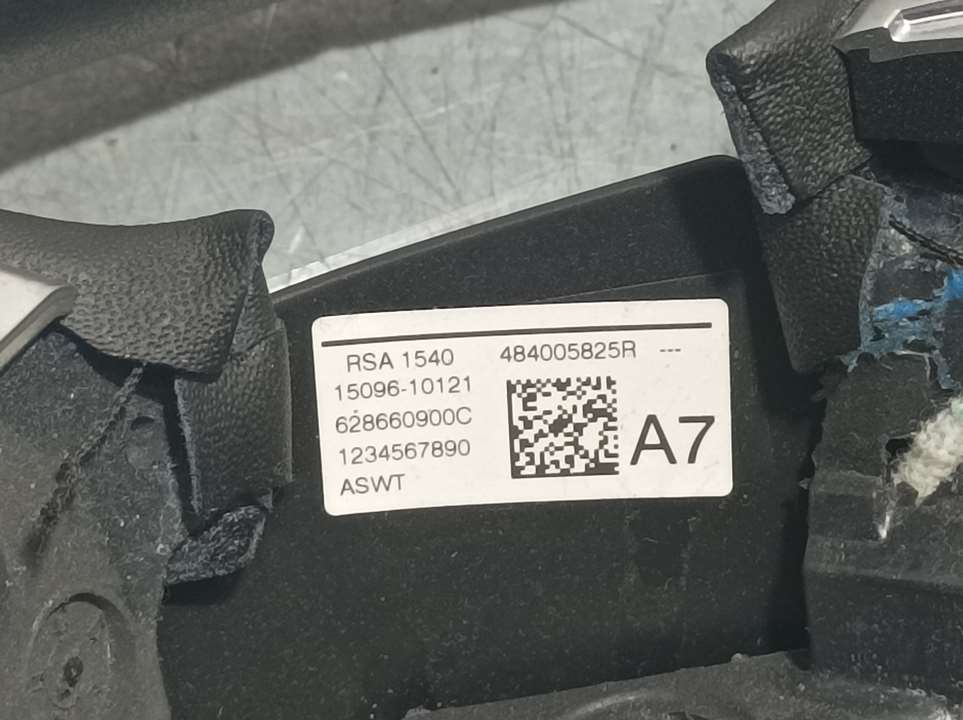 RSA 1540 484005825R ---
15096-10121
628660900C
1234567890
ASWT
A7